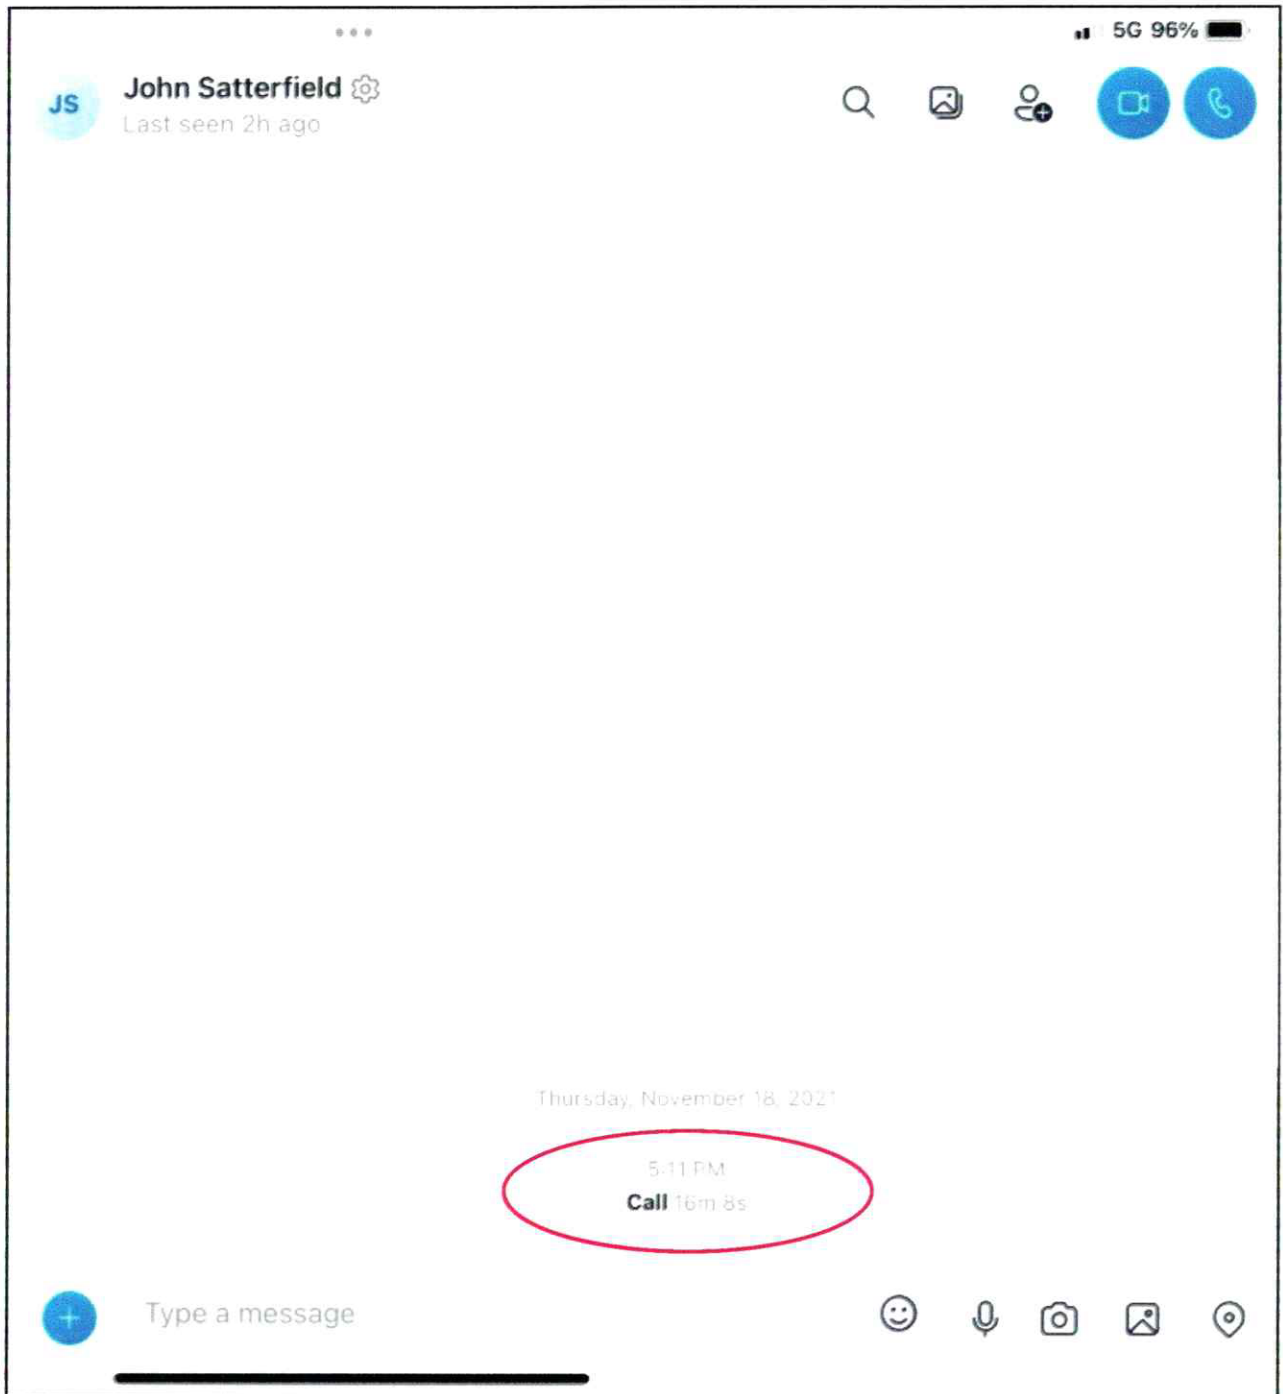 5G 96%
JS
John Satterfield
Last seen 2h ago
Thursday, November 18, 2021
5:11 PM
Call 16m 8s
Type a message